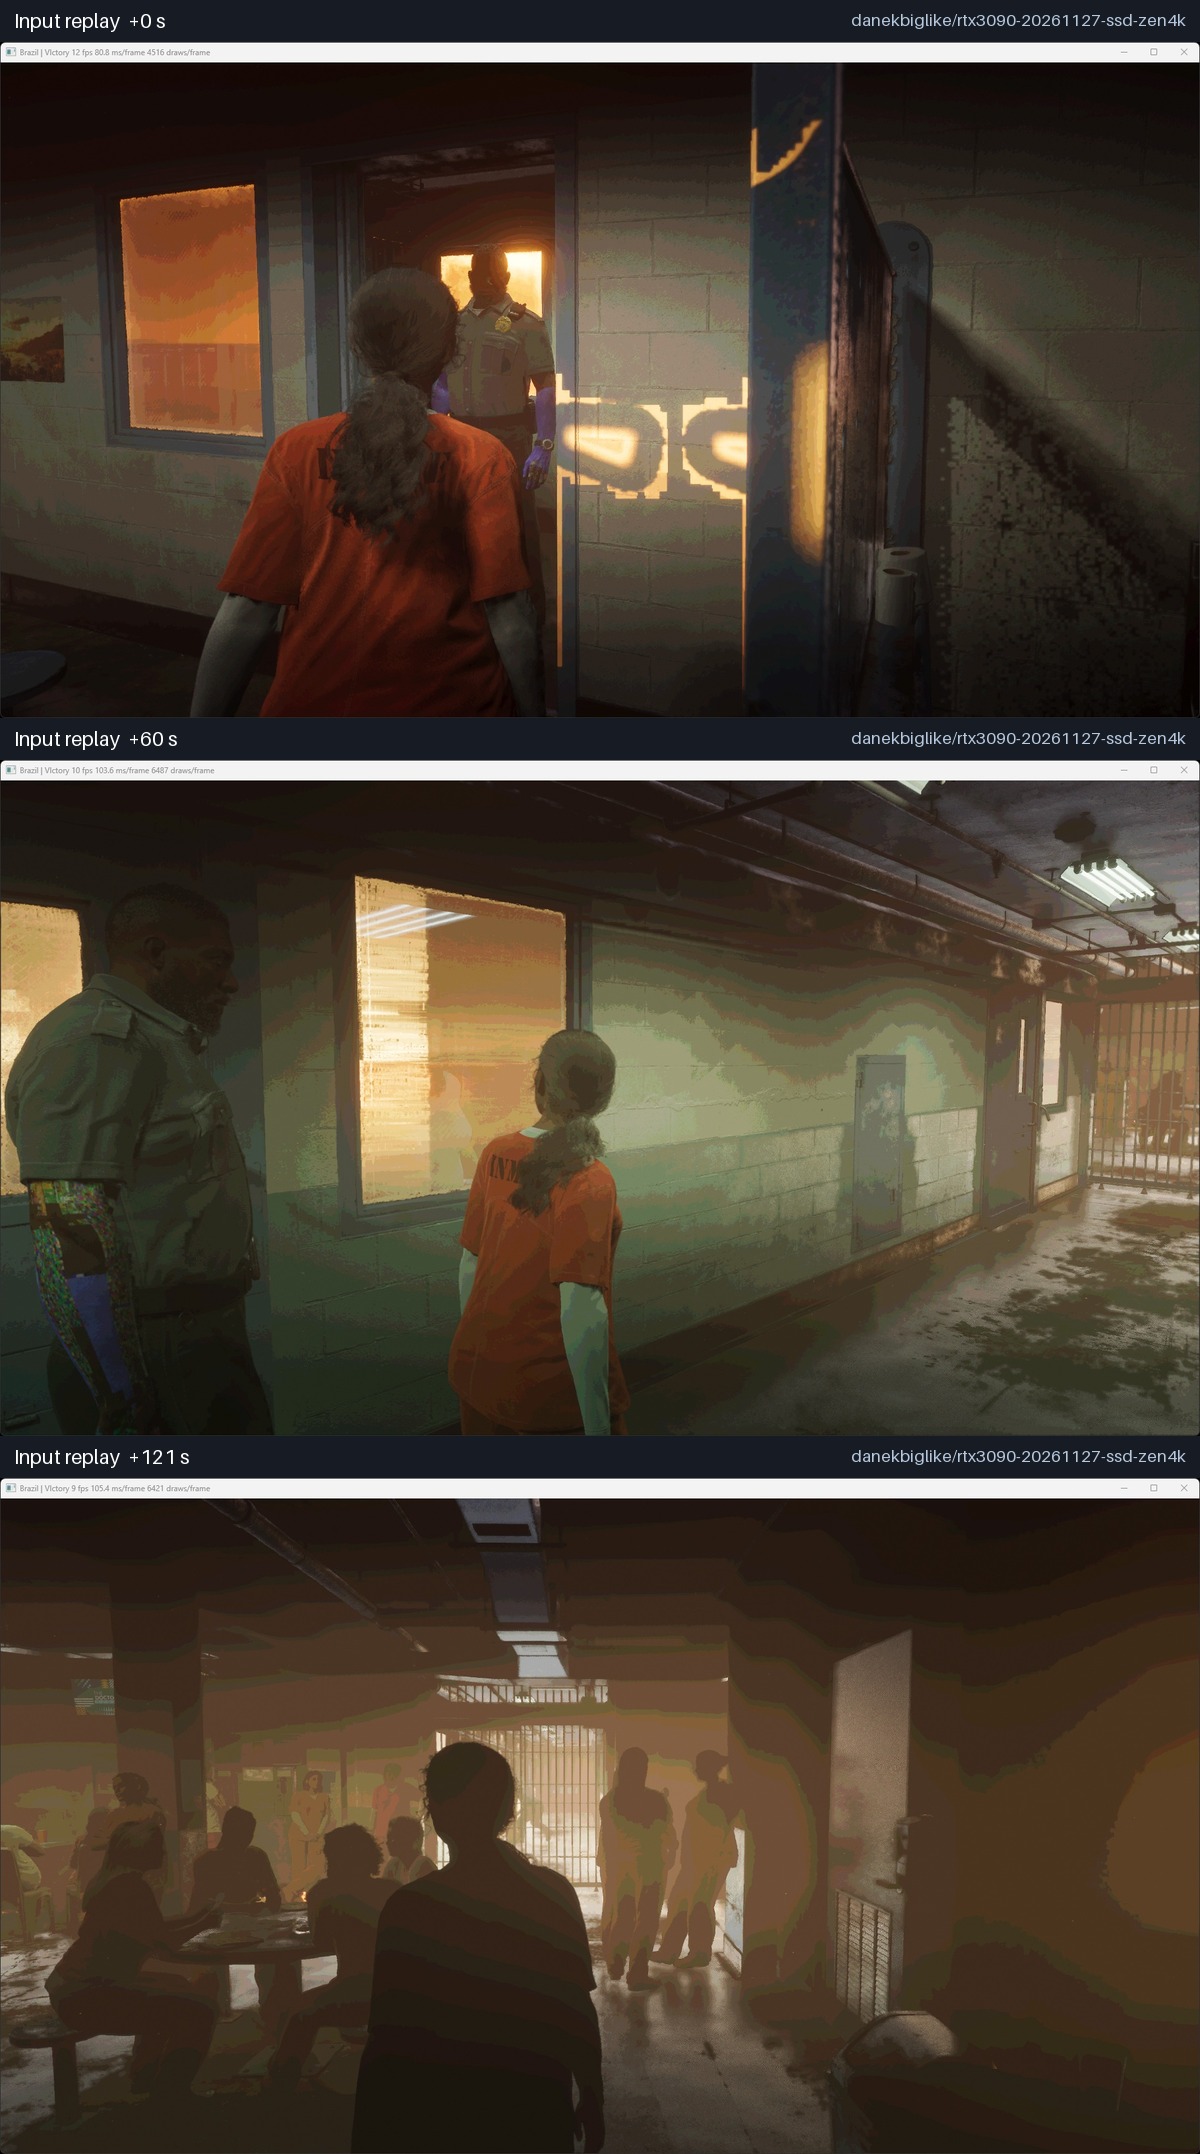 Input replay +0 s
danekbiglike/rtx3090-20261127-ssd-zen4k
Brazil | VIctory 12 fps 80.8 ms/frame 4516 draws/frame
Input replay +60 s
danekbiglike/rtx3090-20261127-ssd-zen4k
Brazil | VIctory 10 fps 103.6 ms/frame 6487 draws/frame
Input replay +121 s
danekbiglike/rtx3090-20261127-ssd-zen4k
Brazil | VIctory 9 fps 105.4 ms/frame 6421 draws/frame